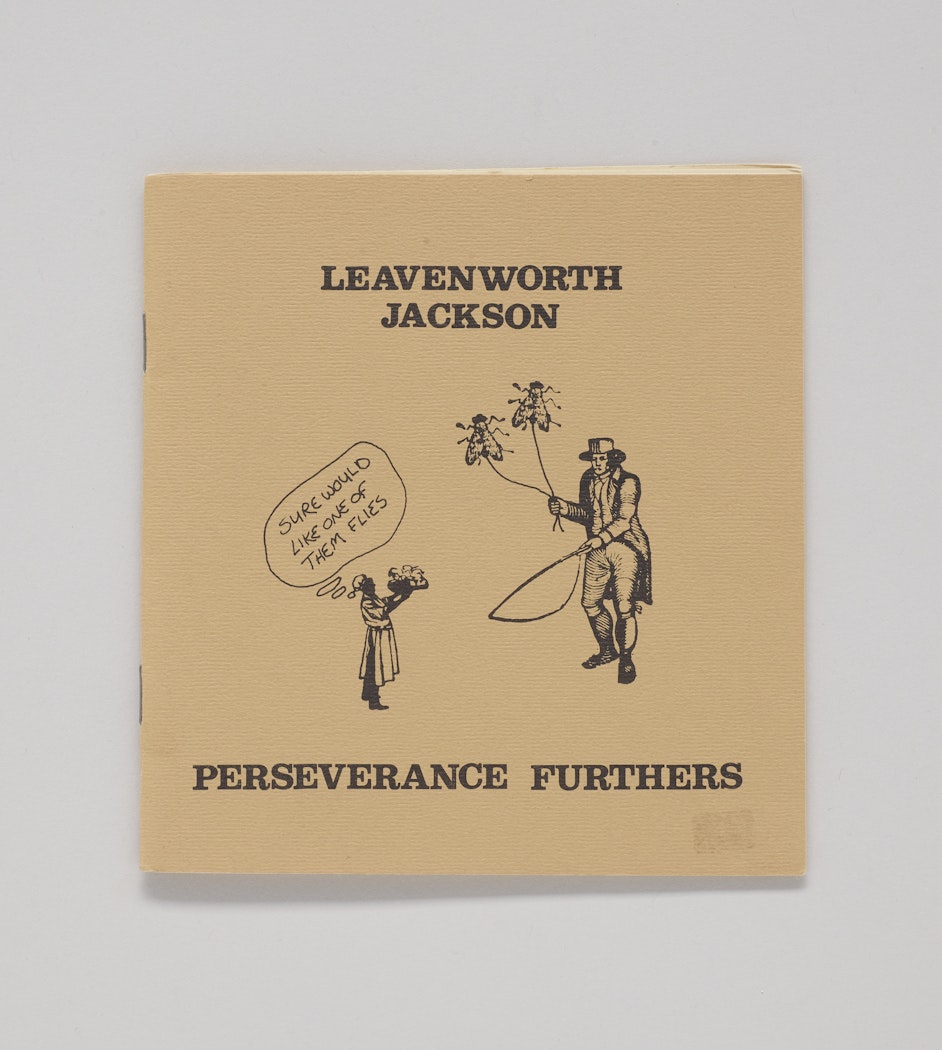 LEAVENWORTH
JACKSON
SURE WOULD
LIKE ONE OF
THEM FLIES
PERSEVERANCE FURTHERS